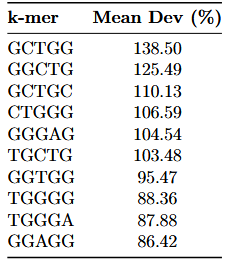 k-mer Mean Dev (%)
GCTGG 138.50
GGCTG 125.49
GCTGC 110.13
CTGGG 106.59
GGGAG 104.54
TGCTG 103.48
GGTGG 95.47
TGGGG 88.36
TGGGA 87.88
GGAGG 86.42